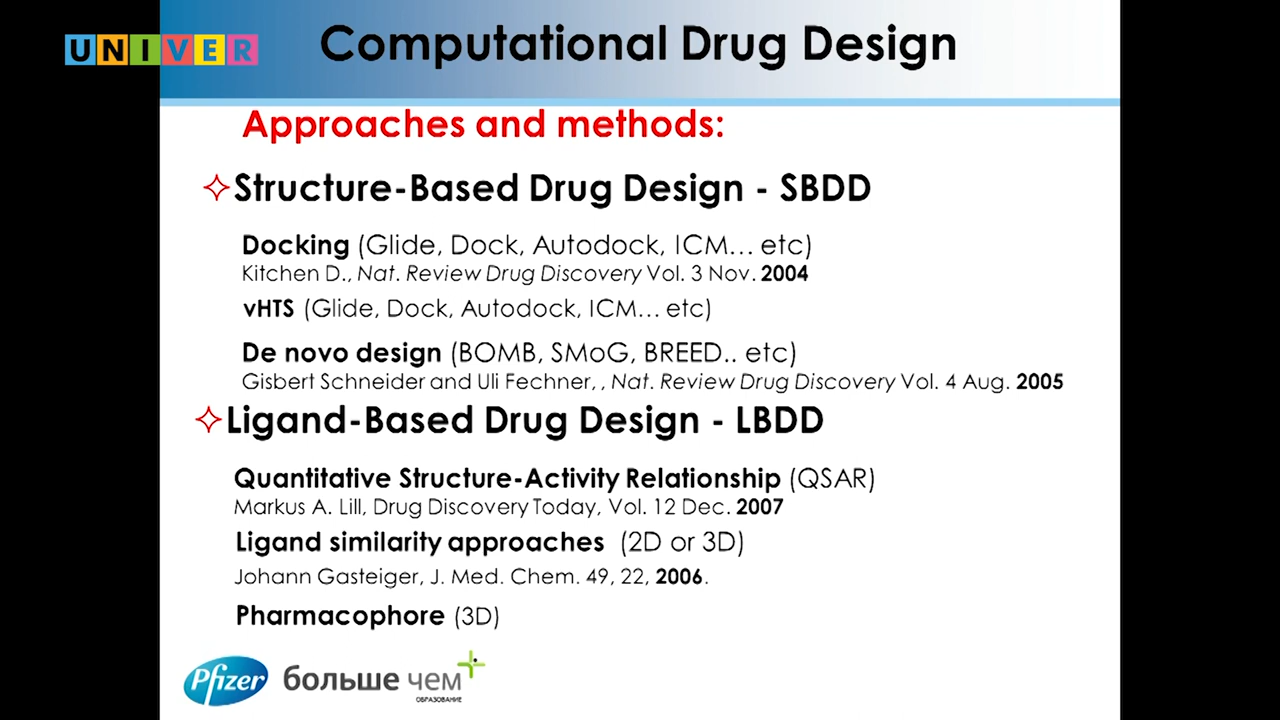 UNIVER
Computational Drug Design
Approaches and methods:
Structure-Based Drug Design - SBDD
Docking (Glide, Dock, Autodock, ICM… etc)
Kitchen D., Nat. Review Drug Discovery Vol. 3 Nov. 2004
vHTS (Glide, Dock, Autodock, ICM… etc)
De novo design (BOMB, SMoG, BREED.. etc)
Gisbert Schneider and Uli Fechner, , Nat. Review Drug Discovery Vol. 4 Aug. 2005
Ligand-Based Drug Design - LBDD
Quantitative Structure-Activity Relationship (QSAR)
Markus A. Lill, Drug Discovery Today, Vol. 12 Dec. 2007
Ligand similarity approaches (2D or 3D)
Johann Gasteiger, J. Med. Chem. 49, 22, 2006.
Pharmacophore (3D)
Pfizer больше чем
ОБРАЗОВАНИЕ